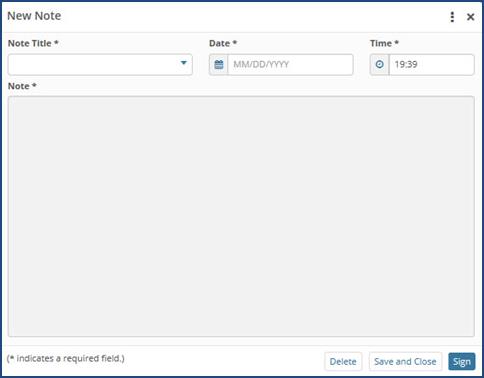 New Note
Note Title * Date * Time *
MM/DD/YYYY 19:39
Note *
(* indicates a required field.) Delete Save and Close Sign